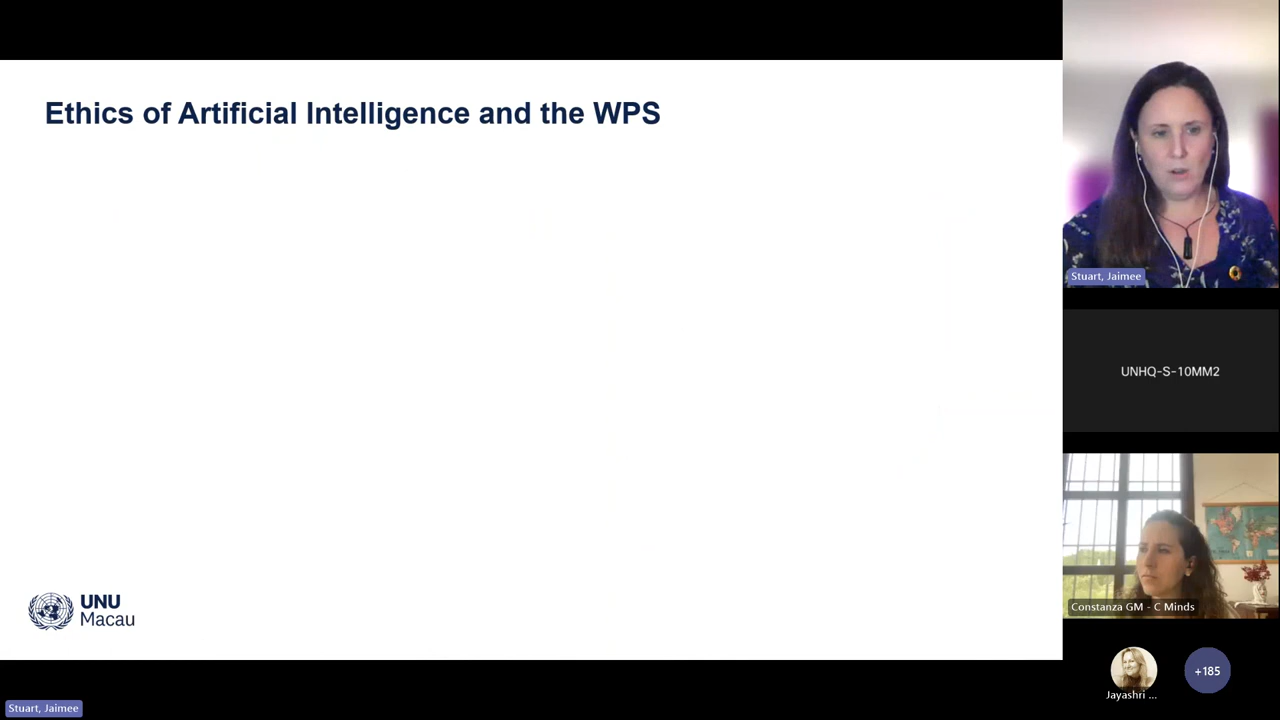 Ethics of Artificial Intelligence and the WPS
UNU
Macau
Stuart, Jaimee
UNHQ-S-10MM2
Constanza GM - C Minds
Jayashri ...
+185
Stuart, Jaimee